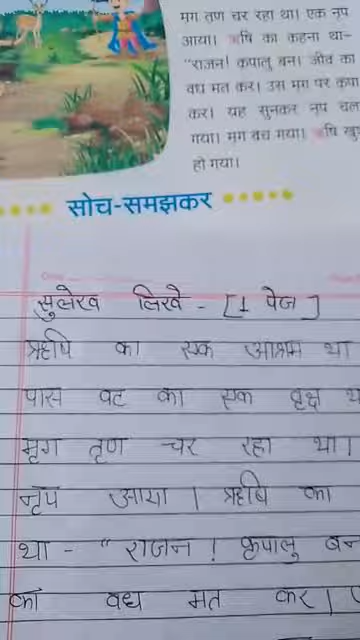 मृग तृण चर रहा था। एक नृप
आया। ऋषि का कहना था-
"राजन! कृपालु बन। जीव का
वध मत कर। उस मृग पर कृपा
कर। यह सुनकर नृप चल
गया। मृग बच गया। ऋषि खुश
हो गया।
सोच-समझकर
सुलेख लिखे - [1 पेज]
ऋषि का एक आश्रम था
पास वट का एक वृक्ष
मृग तृण चर रहा था।
नृप आया। ऋषि का
था - "राजन! कृपालु बन
का वध मत कर।